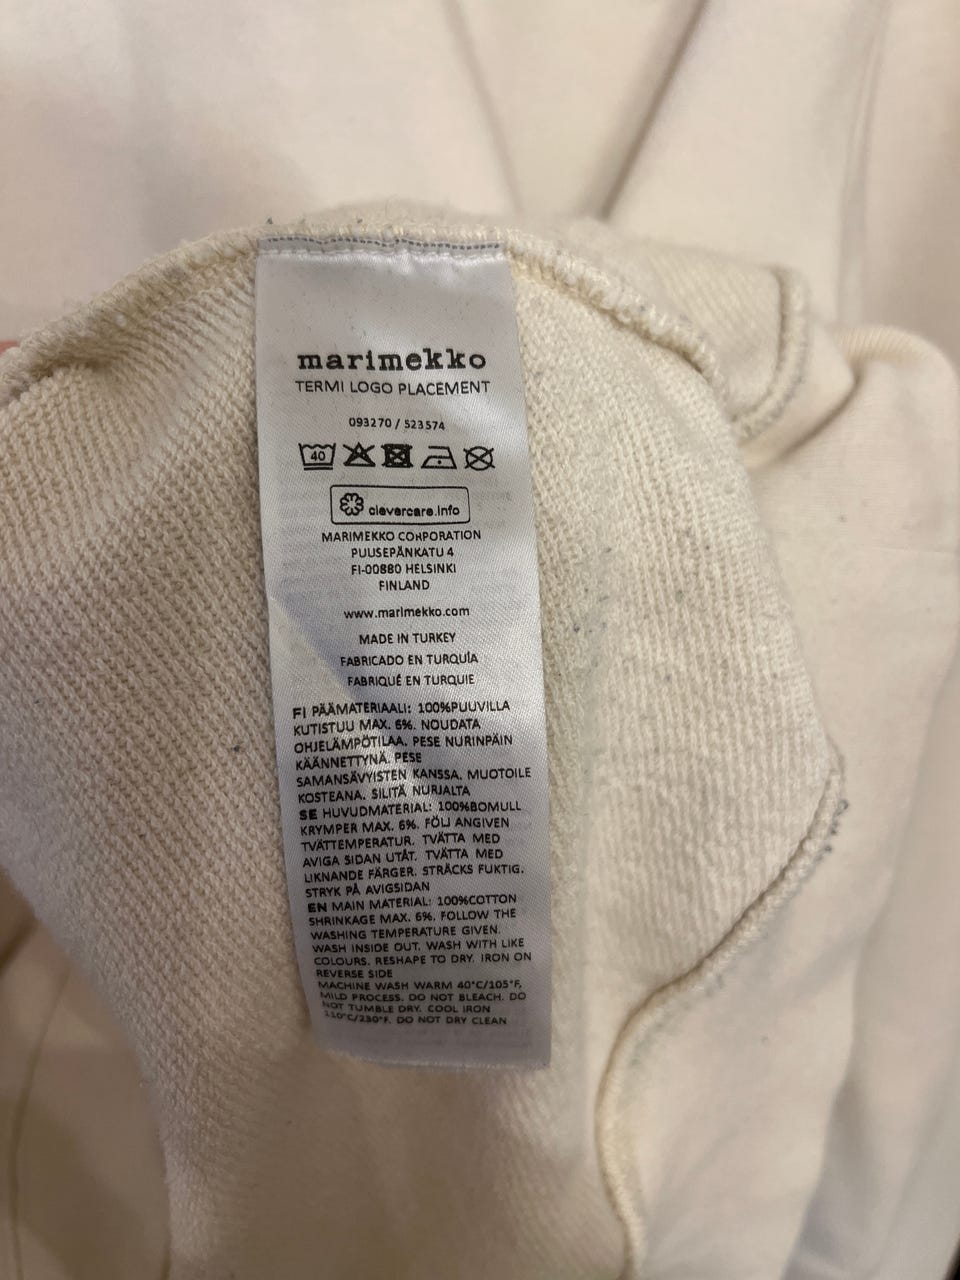 marimekko
TERMI LOGO PLACEMENT
093270 / 523574
40
clevercare.info
MARIMEKKO CORPORATION
PUUSEPÄNKATU 4
FI-00880 HELSINKI
FINLAND
www.marimekko.com
MADE IN TURKEY
FABRICADO EN TURQUÍA
FABRIQUÉ EN TURQUIE
FI PÄÄMATERIAALI: 100%PUUVILLA
KUTISTUU MAX. 6%. NOUDATA
OHJELÄMPÖTILAA. PESE NURINPÄIN
KÄÄNNETTYNÄ. PESE
SAMANSÄVYISTEN KANSSA. MUOTOILE
KOSTEANA. SILITÄ NURJALTA
SE HUVUDMATERIAL: 100%BOMULL
KRYMPER MAX. 6%. FÖLJ ANGIVEN
TVÄTTEMPERATUR. TVÄTTA MED
AVIGA SIDAN UTÅT. TVÄTTA MED
LIKNANDE FÄRGER. STRÄCKS FUKTIG.
STRYK PÅ AVIGSIDAN
EN MAIN MATERIAL: 100%COTTON
SHRINKAGE MAX. 6%. FOLLOW THE
WASHING TEMPERATURE GIVEN.
WASH INSIDE OUT. WASH WITH LIKE
COLOURS. RESHAPE TO DRY. IRON ON
REVERSE SIDE
MACHINE WASH WARM 40°C/105°F,
MILD PROCESS. DO NOT BLEACH. DO
NOT TUMBLE DRY. COOL IRON
110°C/230°F. DO NOT DRY CLEAN